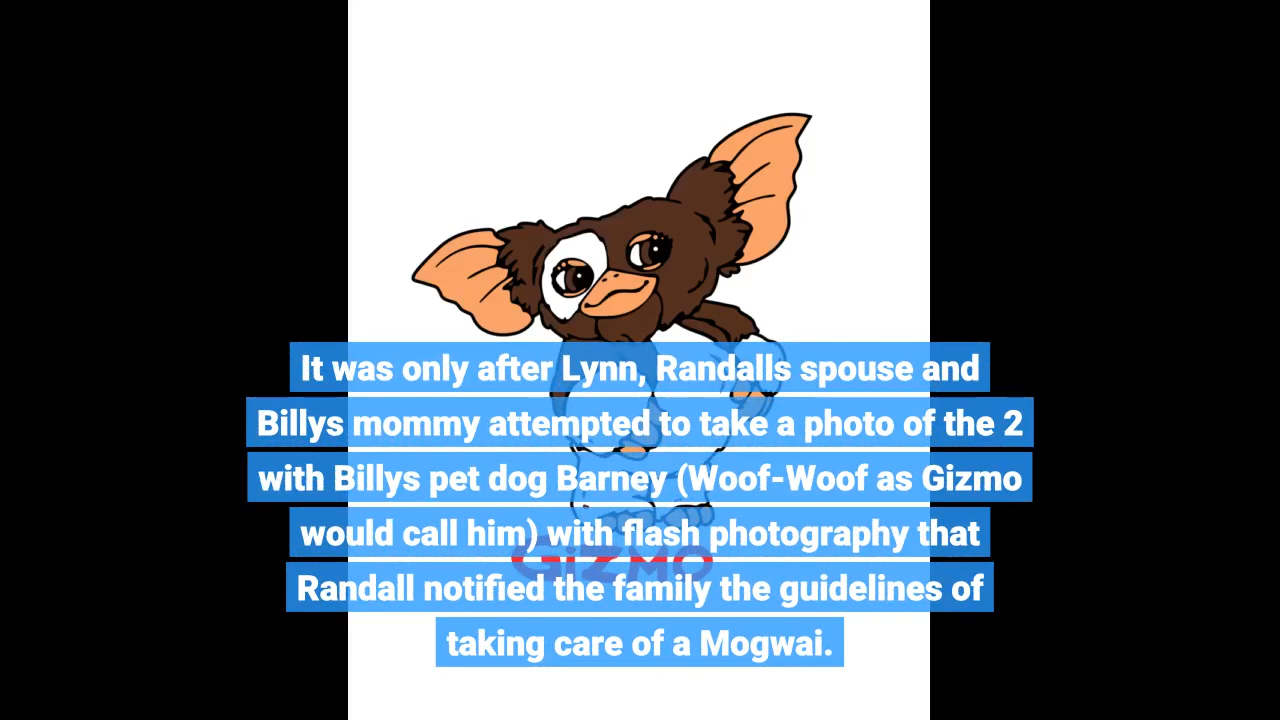 It was only after Lynn, Randalls spouse and
Billys mommy attempted to take a photo of the 2
with Billys pet dog Barney (Woof-Woof as Gizmo
would call him) with flash photography that
GiZMO
Randall notified the family the guidelines of
taking care of a Mogwai.